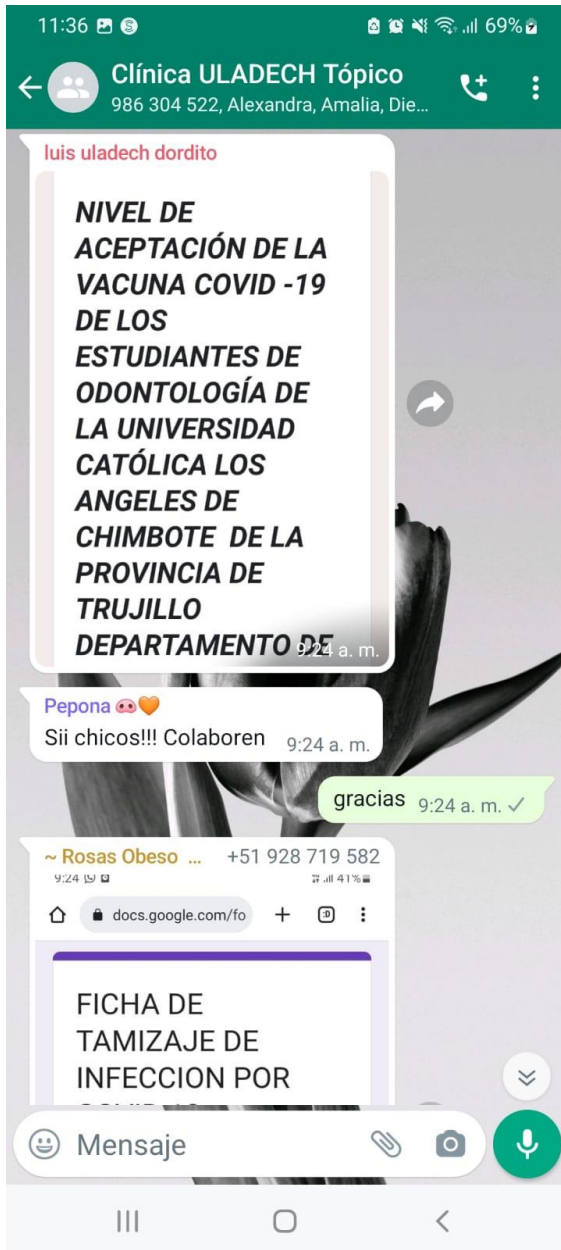 11:36
69%
Clínica ULADECH Tópico
986 304 522, Alexandra, Amalia, Die...
luis uladech dordito
NIVEL DE
ACEPTACIÓN DE LA
VACUNA COVID -19
DE LOS
ESTUDIANTES DE
ODONTOLOGÍA DE
LA UNIVERSIDAD
CATÓLICA LOS
ANGELES DE
CHIMBOTE DE LA
PROVINCIA DE
TRUJILLO
DEPARTAMENTO DE
9:24 a. m.
Pepona 🐽🧡
Sii chicos!!! Colaboren 9:24 a. m.
gracias 9:24 a. m.
~ Rosas Obeso ... +51 928 719 582
9:24 41%
docs.google.com/fo
FICHA DE
TAMIZAJE DE
INFECCION POR
Mensaje